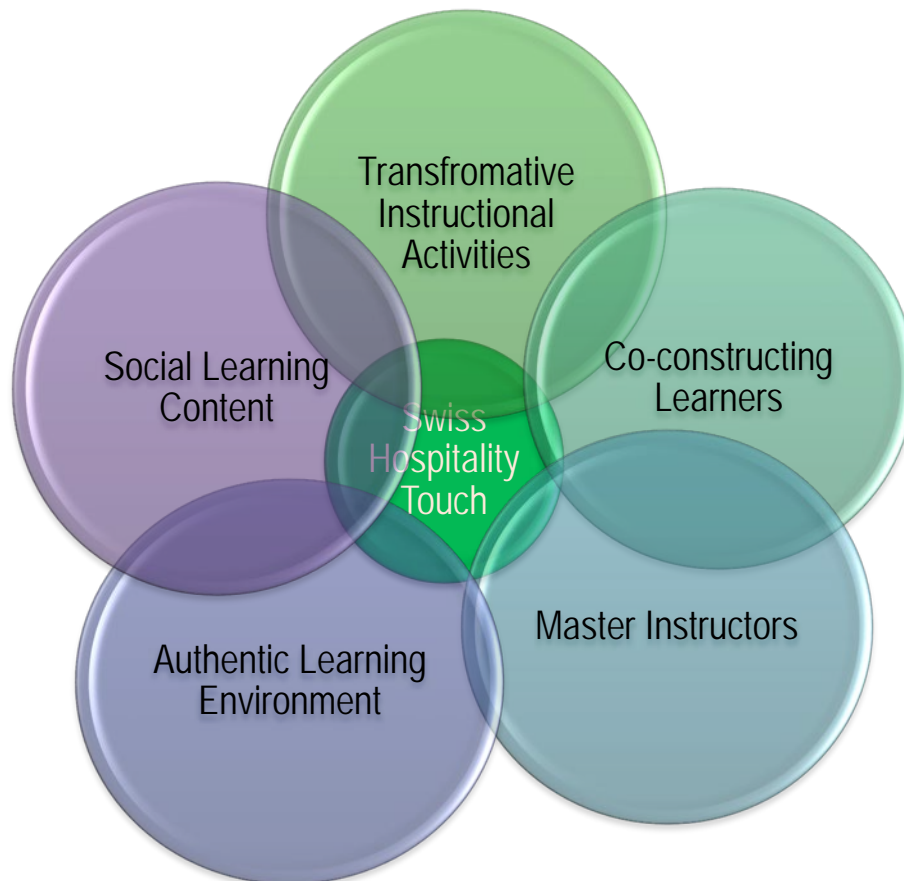 Transfromative
Instructional
Activities
Co-constructing
Learners
Master Instructors
Authentic Learning
Environment
Social Learning
Content
Swiss
Hospitality
Touch